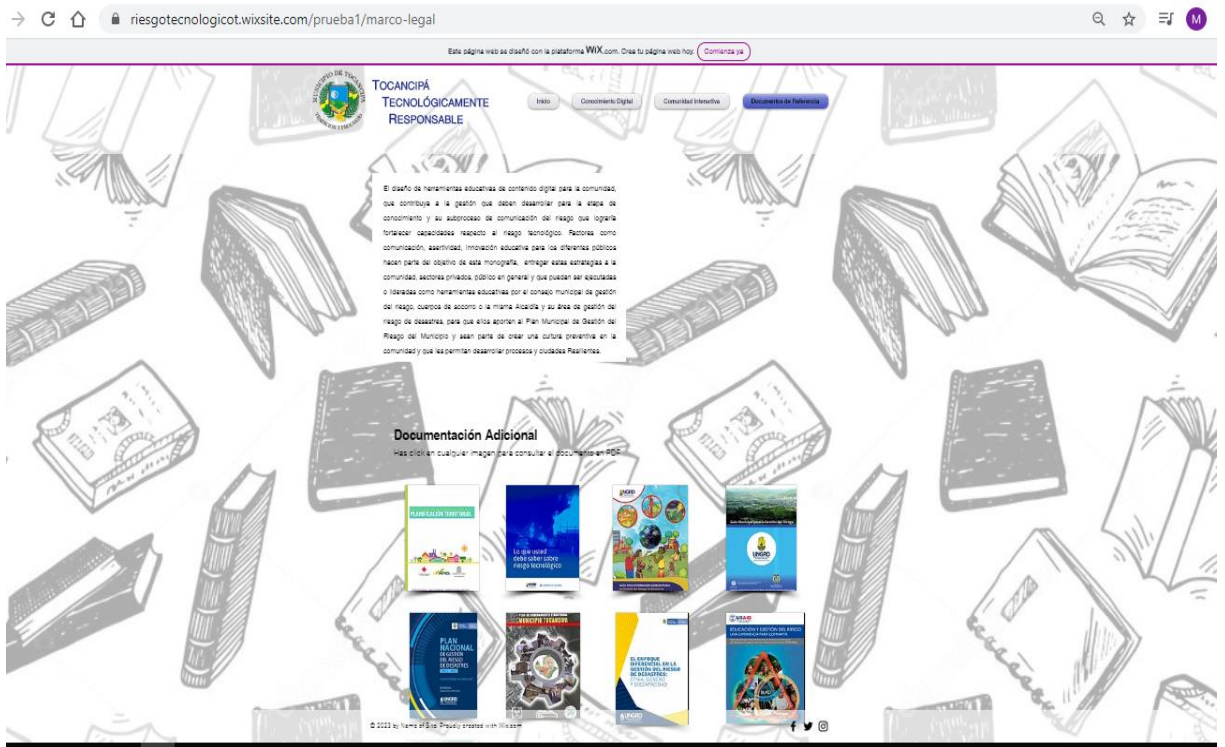 riesgotecnologicot.wixsite.com/prueba1/marco-legal
M
Este página web se diseñó con la plataforma WiX.com. Crea tu página web hoy. Comienza ya
TOCANCIPÁ
TECNOLÓGICAMENTE
RESPONSABLE
Inicio
Conocimiento Digital
Comunidad Interactiva
Documentos de Referencia
El diseño de herramientas educativas de contenido digital para la comunidad,
que contribuya a la gestión que deben desarrollar para la etapa de
conocimiento y su subproceso de comunicación del riesgo que lograría
fortalecer capacidades respecto al riesgo tecnológico. Factores como
comunicación, asertividad, innovación educativa para los diferentes públicos
hacen parte del objetivo de esta monografía, entregar estas estrategias a la
comunidad, sectores privados, público en general y que puedan ser ejecutadas
o lideradas como herramientas educativas por el consejo municipal de gestión
del riesgo, cuerpos de socorro o la misma Alcaldía y su área de gestión del
riesgo de desastres, para que ellos aporten al Plan Municipal de Gestión del
Riesgo del Municipio y sean parte de crear una cultura preventiva en la
comunidad y que les permitan desarrollar procesos y ciudades Resilientes.
Documentación Adicional
Has click en cualquier imagen para consultar el documento en PDF
PLANIFICACIÓN TERRITORIAL
Lo que usted
debe saber sobre
riesgo tecnológico
UNGRD
UNGRD
PLAN
NACIONAL
DE GESTIÓN
DEL RIESGO
DE DESASTRES
UNGRD
MUNICIPIO TOCANCIPA
EL ENFOQUE
DIFERENCIAL EN LA
GESTIÓN DEL RIESGO
DE DESASTRES:
UNGRD
USAID
EDUCACIÓN Y GESTIÓN DEL RIESGO
UNA EXPERIENCIA PARA COMPARTIR
© 2023 by Name of Site. Proudly created with Wix.com